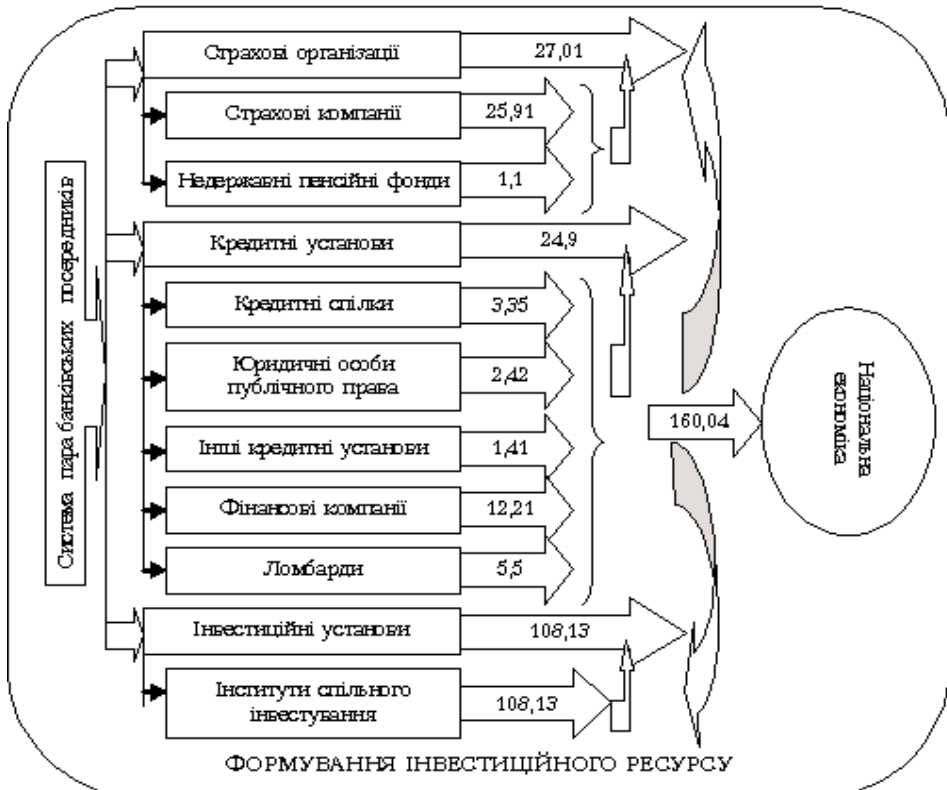 Система парабанківських посередників
Страхові організації
27,01
Страхові компанії
25,91
Недержавні пенсійні фонди
1,1
Кредитні установи
24,9
Кредитні спілки
3,35
Юридичні особи
публічного права
2,42
Інші кредитні установи
1,41
Фінансові компанії
12,21
Ломбарди
5,5
Інвестиційні установи
108,13
Інститути спільного
інвестування
108,13
160,04
Національна
економіка
ФОРМУВАННЯ ІНВЕСТИЦІЙНОГО РЕСУРСУ